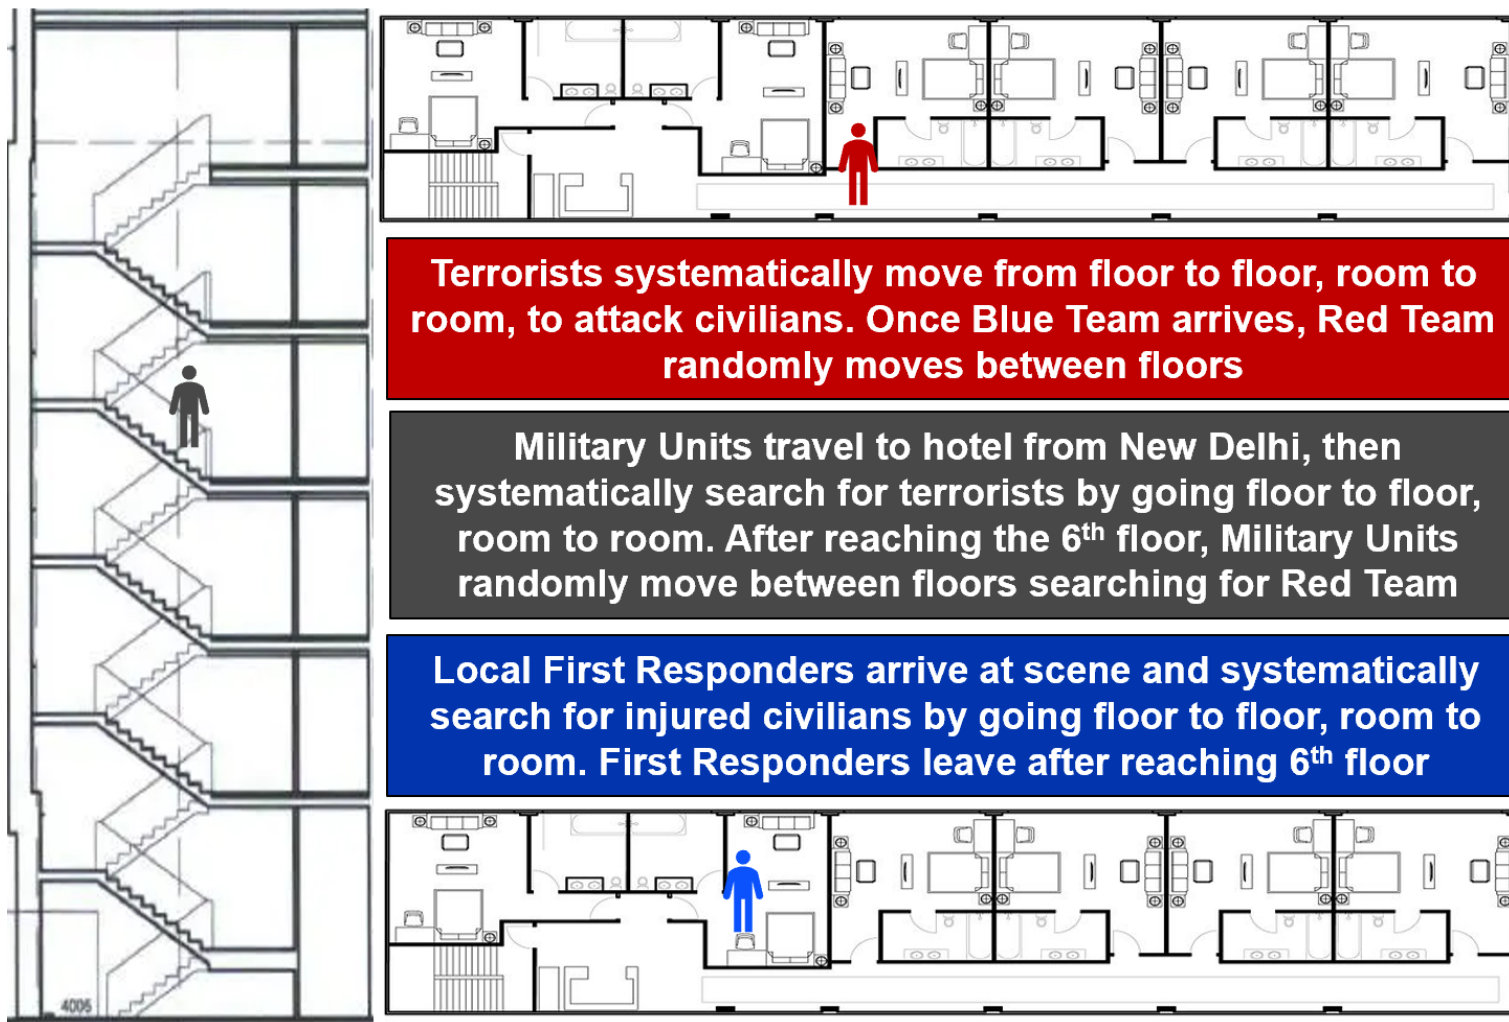 Terrorists systematically move from floor to floor, room to
room, to attack civilians. Once Blue Team arrives, Red Team
randomly moves between floors
Military Units travel to hotel from New Delhi, then
systematically search for terrorists by going floor to floor,
room to room. After reaching the 6th floor, Military Units
randomly move between floors searching for Red Team
Local First Responders arrive at scene and systematically
search for injured civilians by going floor to floor, room to
room. First Responders leave after reaching 6th floor
4005